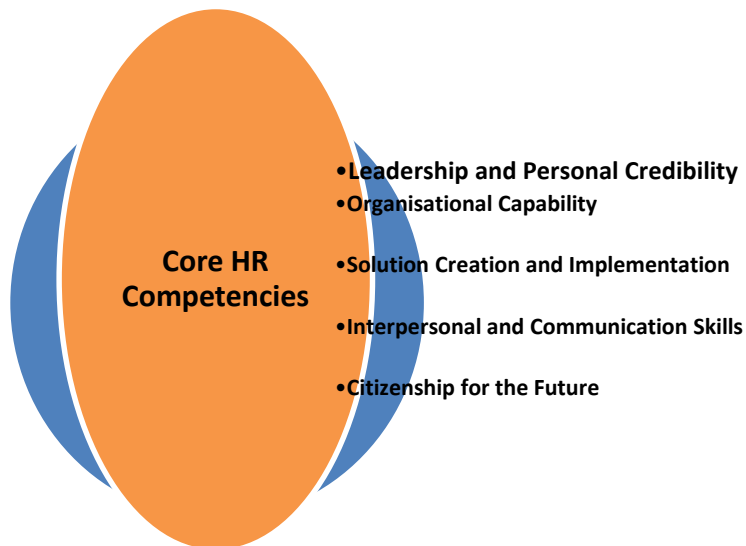 Core HR
Competencies
•Leadership and Personal Credibility
•Organisational Capability
•Solution Creation and Implementation
•Interpersonal and Communication Skills
•Citizenship for the Future